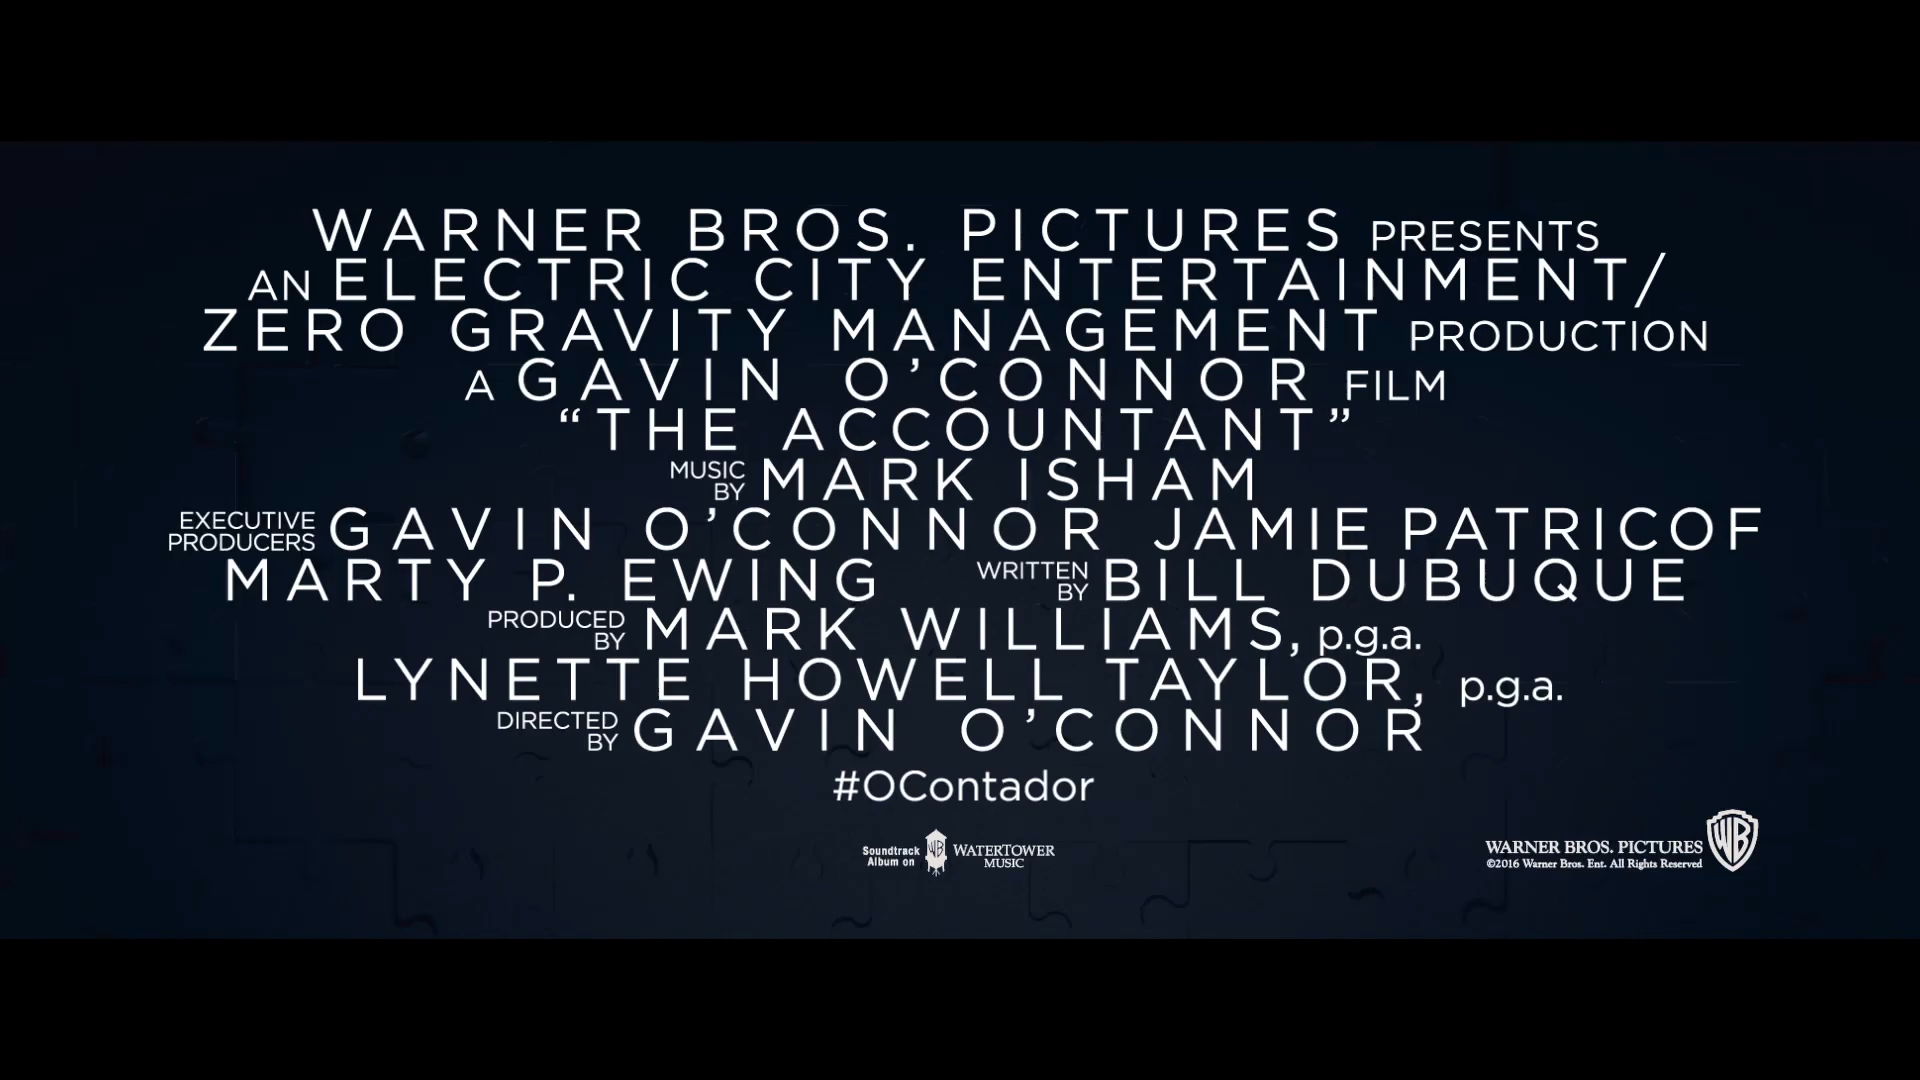 WARNER BROS. PICTURES PRESENTS
AN ELECTRIC CITY ENTERTAINMENT/
ZERO GRAVITY MANAGEMENT PRODUCTION
A GAVIN O’CONNOR FILM
“THE ACCOUNTANT”
MUSIC BY MARK ISHAM
EXECUTIVE PRODUCERS GAVIN O’CONNOR JAMIE PATRICOF
MARTY P. EWING WRITTEN BY BILL DUBUQUE
PRODUCED BY MARK WILLIAMS, p.g.a.
LYNETTE HOWELL TAYLOR, p.g.a.
DIRECTED BY GAVIN O’CONNOR
#OContador
Soundtrack Album on WB WATERTOWER MUSIC
WARNER BROS. PICTURES WB
©2016 Warner Bros. Ent. All Rights Reserved